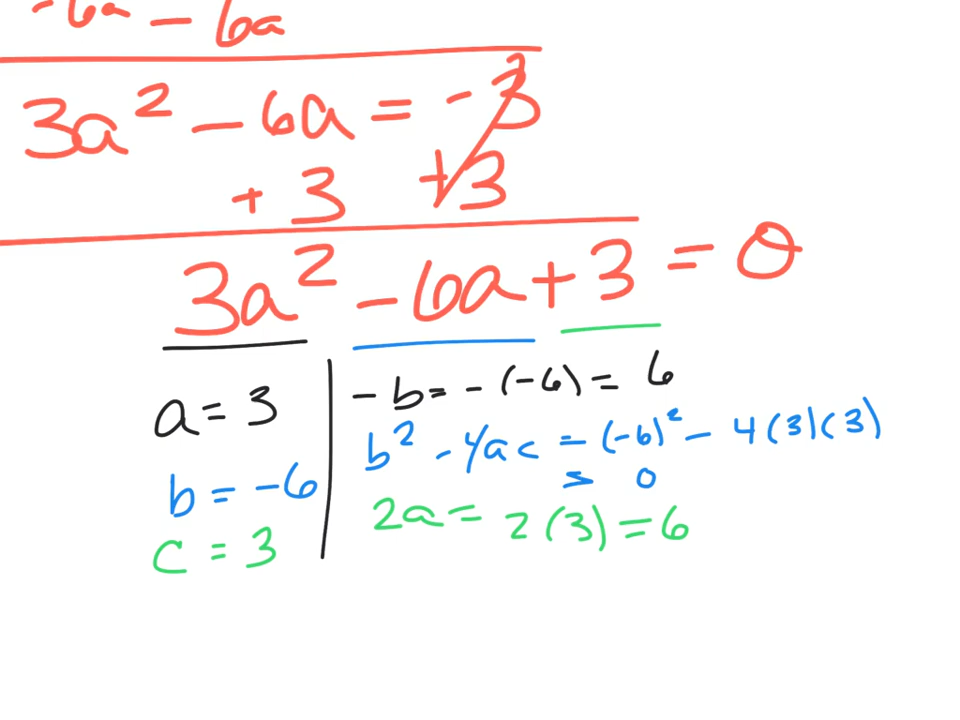 -6a - 6a
3a² - 6a = -3
+ 3 +3
3a² - 6a + 3 = 0
a = 3
b = -6
c = 3
-b = -(-6) = 6
b² - 4ac = (-6)² - 4(3)(3)
= 0
2a = 2(3) = 6